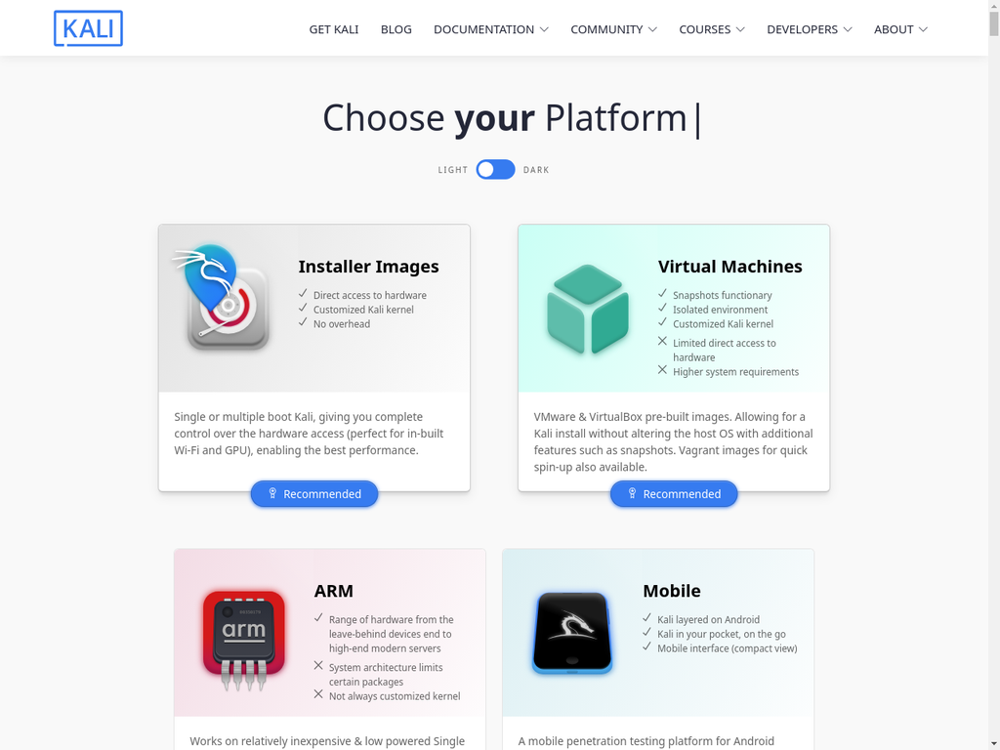 KALI
GET KALI
BLOG
DOCUMENTATION
COMMUNITY
COURSES
DEVELOPERS
ABOUT
Choose your Platform|
LIGHT
DARK
Installer Images
Direct access to hardware
Customized Kali kernel
No overhead
Single or multiple boot Kali, giving you complete
control over the hardware access (perfect for in-built
Wi-Fi and GPU), enabling the best performance.
Recommended
Virtual Machines
Snapshots functionary
Isolated environment
Customized Kali kernel
Limited direct access to
hardware
Higher system requirements
VMware & VirtualBox pre-built images. Allowing for a
Kali install without altering the host OS with additional
features such as snapshots. Vagrant images for quick
spin-up also available.
Recommended
arm
ARM
Range of hardware from the
leave-behind devices end to
high-end modern servers
System architecture limits
certain packages
Not always customized kernel
Works on relatively inexpensive & low powered Single
Mobile
Kali layered on Android
Kali in your pocket, on the go
Mobile interface (compact view)
A mobile penetration testing platform for Android